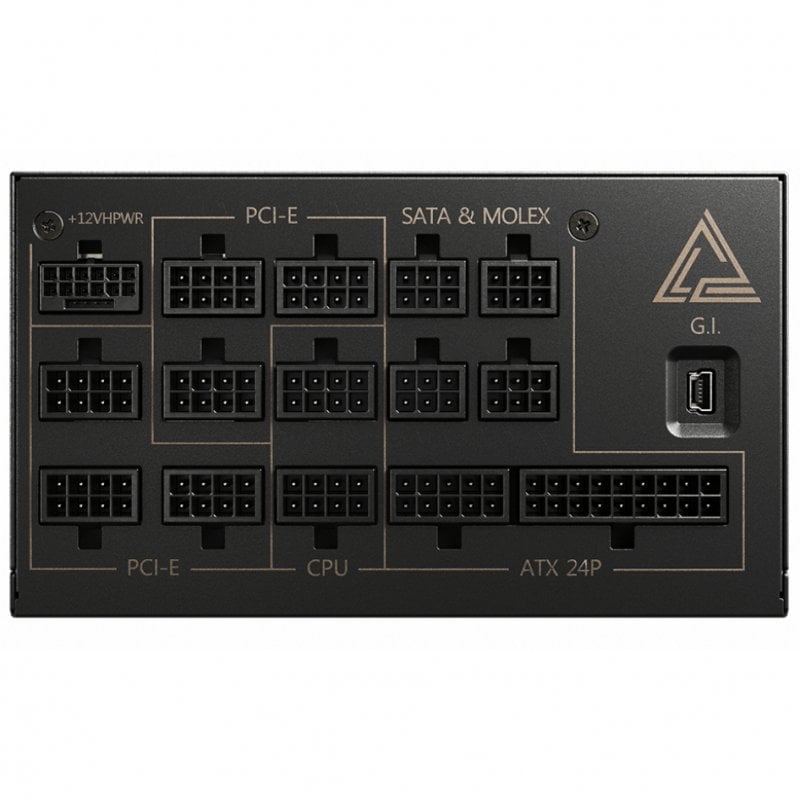 +12VHPWR
PCI-E
SATA & MOLEX
G.I.
PCI-E
CPU
ATX 24P